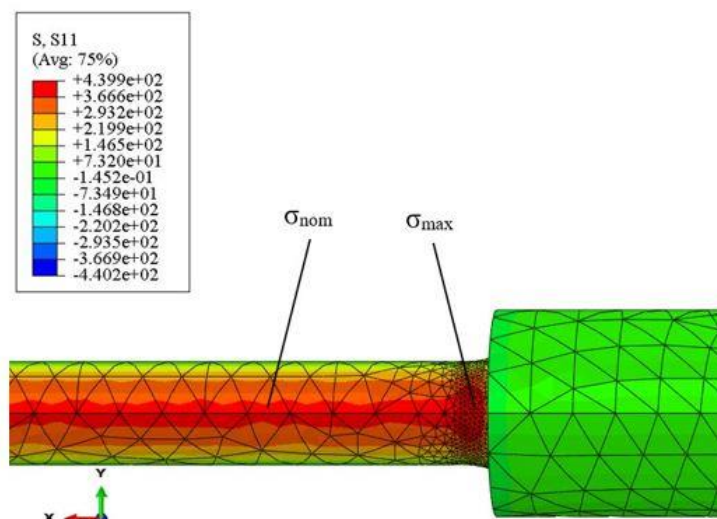 S, S11
(Avg: 75%)
+4.399e+02
+3.666e+02
+2.932e+02
+2.199e+02
+1.465e+02
+7.320e+01
-1.452e-01
-7.349e+01
-1.468e+02
-2.202e+02
-2.935e+02
-3.669e+02
-4.402e+02
σnom σmax
Y
X